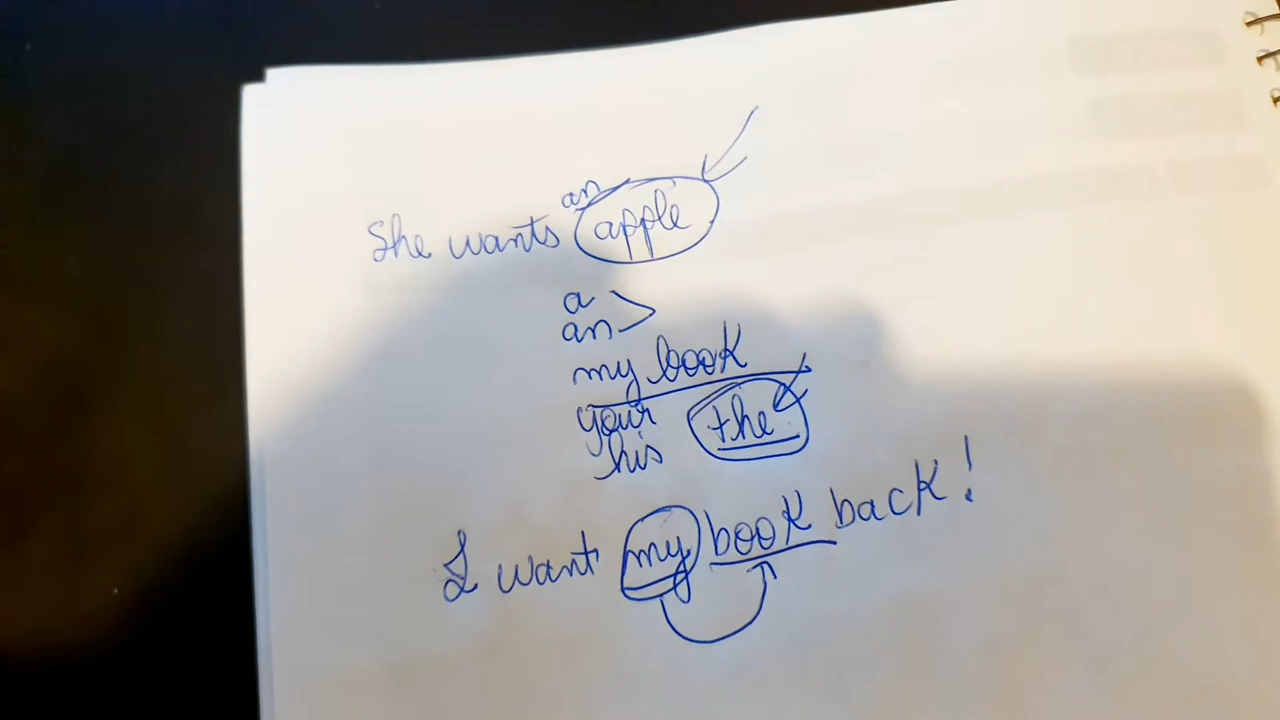 an
She wants apple
a
an
my book
your the
his
I want my book back!